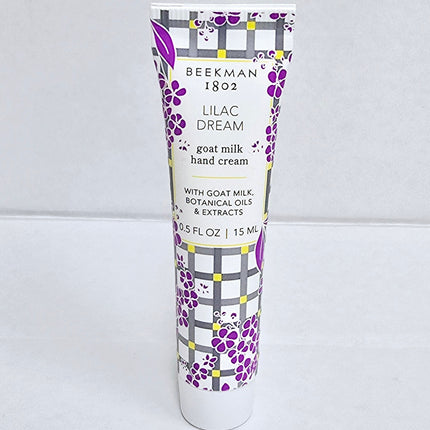 BEEKMAN
1802
LILAC
DREAM
goat milk
hand cream
WITH GOAT MILK,
BOTANICAL OILS
& EXTRACTS
0.5 FL OZ | 15 ML